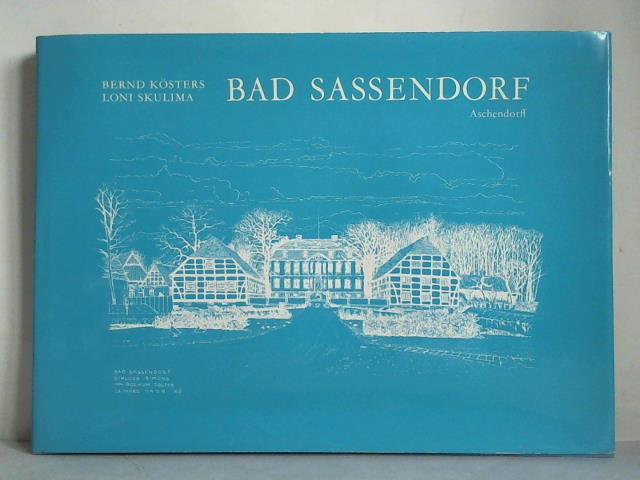 BERND KÖSTERS
LONI SKULIMA
BAD SASSENDORF
Aschendorff
BAD SASSENDORF